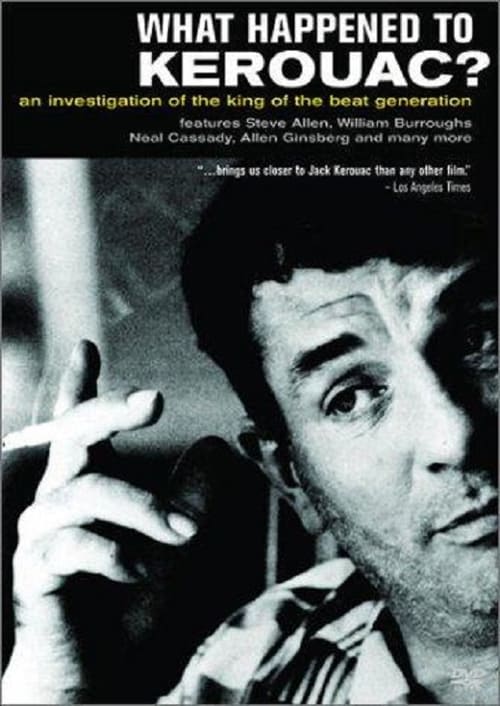 WHAT HAPPENED TO
KEROUAC?
an investigation of the king of the beat generation
features Steve Allen, William Burroughs
Neal Cassady, Allen Ginsberg and many more
“...brings us closer to Jack Kerouac than any other film.”
– Los Angeles Times
DVD